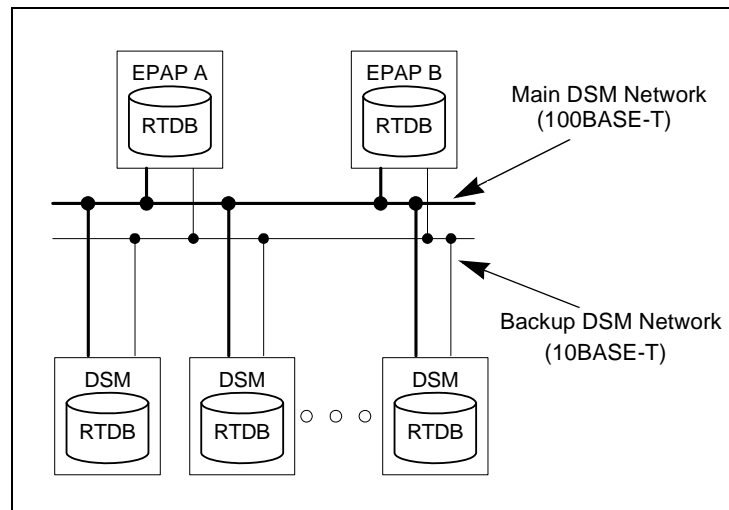 EPAP A
RTDB
EPAP B
RTDB
Main DSM Network
(100BASE-T)
Backup DSM Network
(10BASE-T)
DSM
RTDB
DSM
RTDB
DSM
RTDB